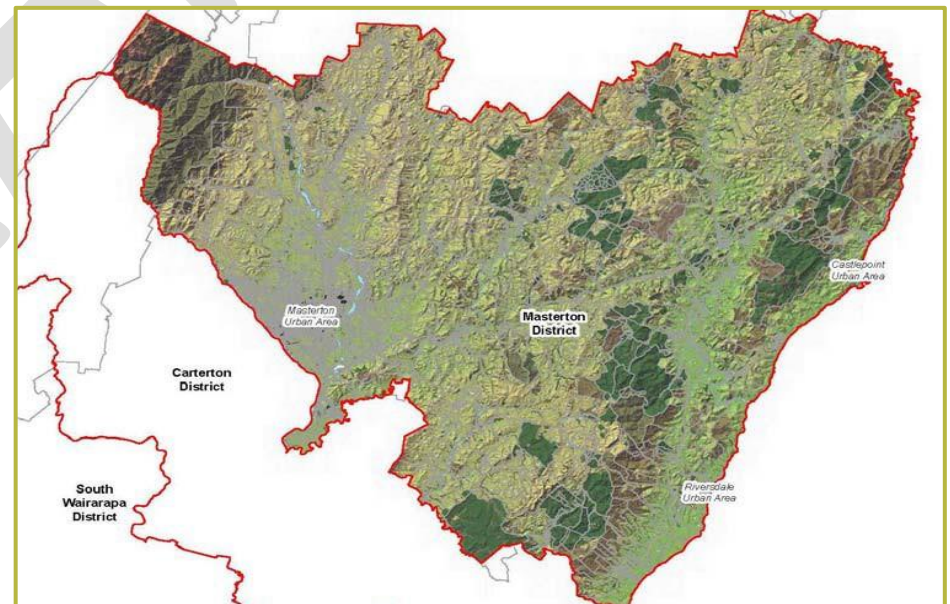 Castlepoint
Urban Area
Masterton
Urban Area
Masterton
District
Carterton
District
South
Wairarapa
District
Riversdale
Urban Area